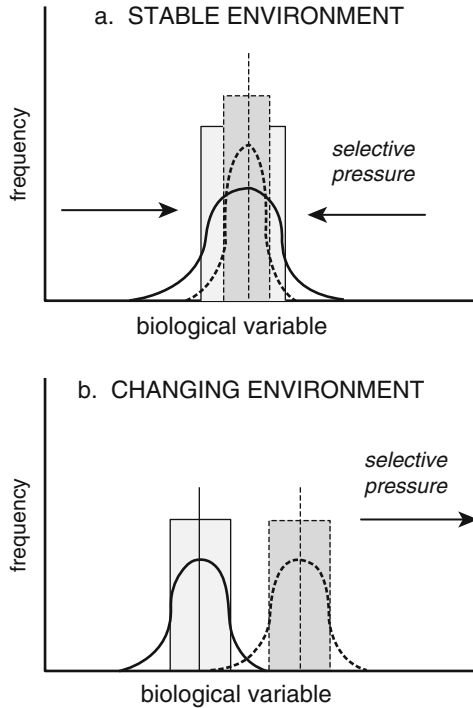 a. STABLE ENVIRONMENT
frequency
selective
pressure
biological variable
b. CHANGING ENVIRONMENT
selective
pressure
frequency
biological variable